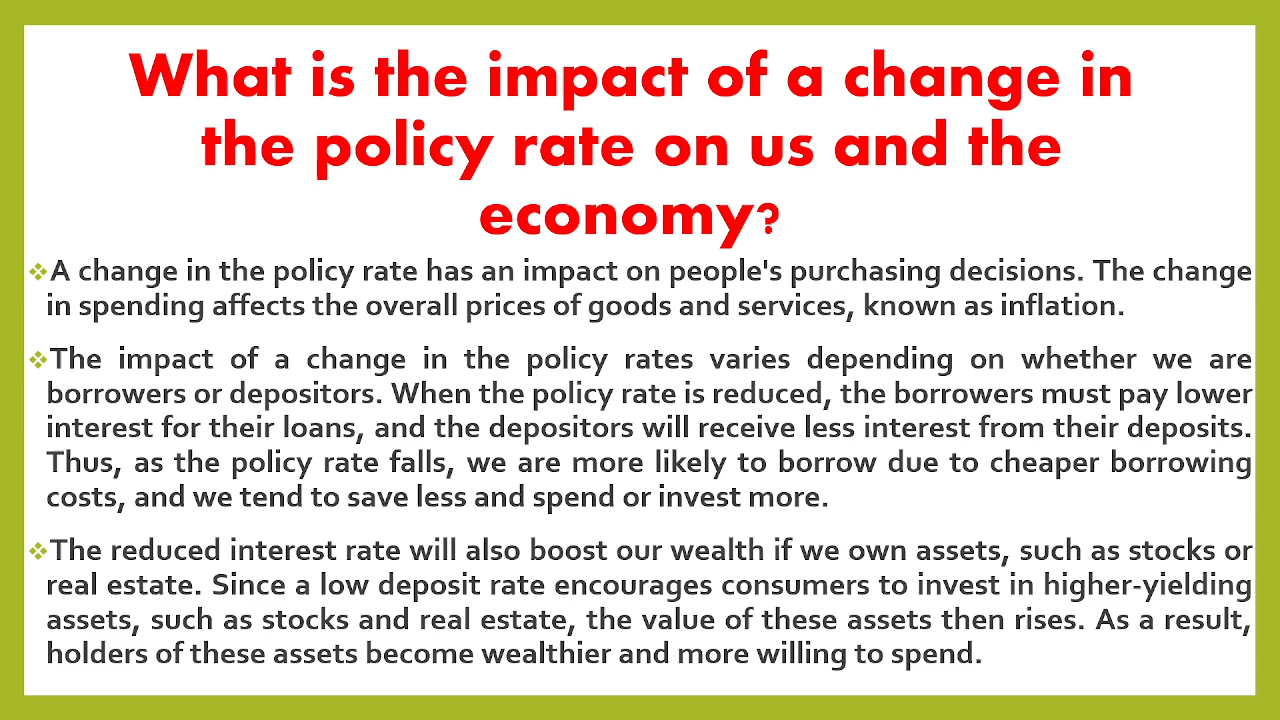 What is the impact of a change in
the policy rate on us and the
economy?
❖A change in the policy rate has an impact on people's purchasing decisions. The change
in spending affects the overall prices of goods and services, known as inflation.
❖The impact of a change in the policy rates varies depending on whether we are
borrowers or depositors. When the policy rate is reduced, the borrowers must pay lower
interest for their loans, and the depositors will receive less interest from their deposits.
Thus, as the policy rate falls, we are more likely to borrow due to cheaper borrowing
costs, and we tend to save less and spend or invest more.
❖The reduced interest rate will also boost our wealth if we own assets, such as stocks or
real estate. Since a low deposit rate encourages consumers to invest in higher-yielding
assets, such as stocks and real estate, the value of these assets then rises. As a result,
holders of these assets become wealthier and more willing to spend.